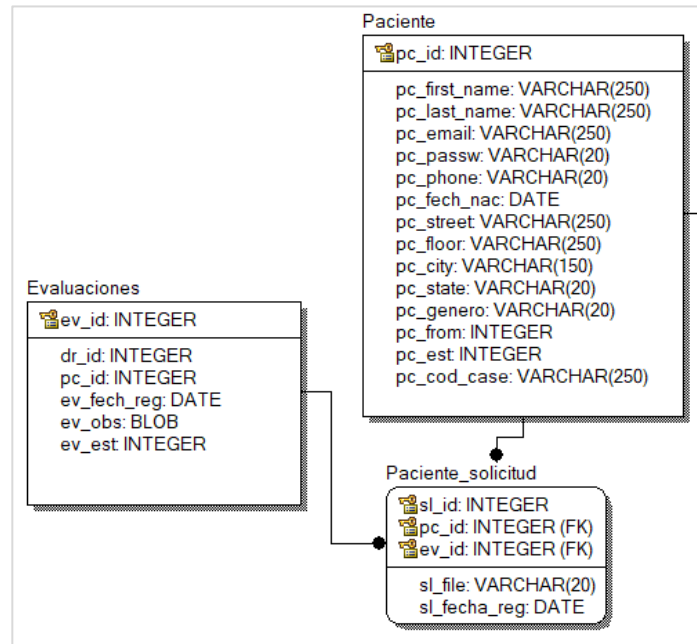 Paciente
pc_id: INTEGER
pc_first_name: VARCHAR(250)
pc_last_name: VARCHAR(250)
pc_email: VARCHAR(250)
pc_passw: VARCHAR(20)
pc_phone: VARCHAR(20)
pc_fech_nac: DATE
pc_street: VARCHAR(250)
pc_floor: VARCHAR(250)
pc_city: VARCHAR(150)
pc_state: VARCHAR(20)
pc_genero: VARCHAR(20)
pc_from: INTEGER
pc_est: INTEGER
pc_cod_case: VARCHAR(250)
Evaluaciones
ev_id: INTEGER
dr_id: INTEGER
pc_id: INTEGER
ev_fech_reg: DATE
ev_obs: BLOB
ev_est: INTEGER
Paciente_solicitud
sl_id: INTEGER
pc_id: INTEGER (FK)
ev_id: INTEGER (FK)
sl_file: VARCHAR(20)
sl_fecha_reg: DATE